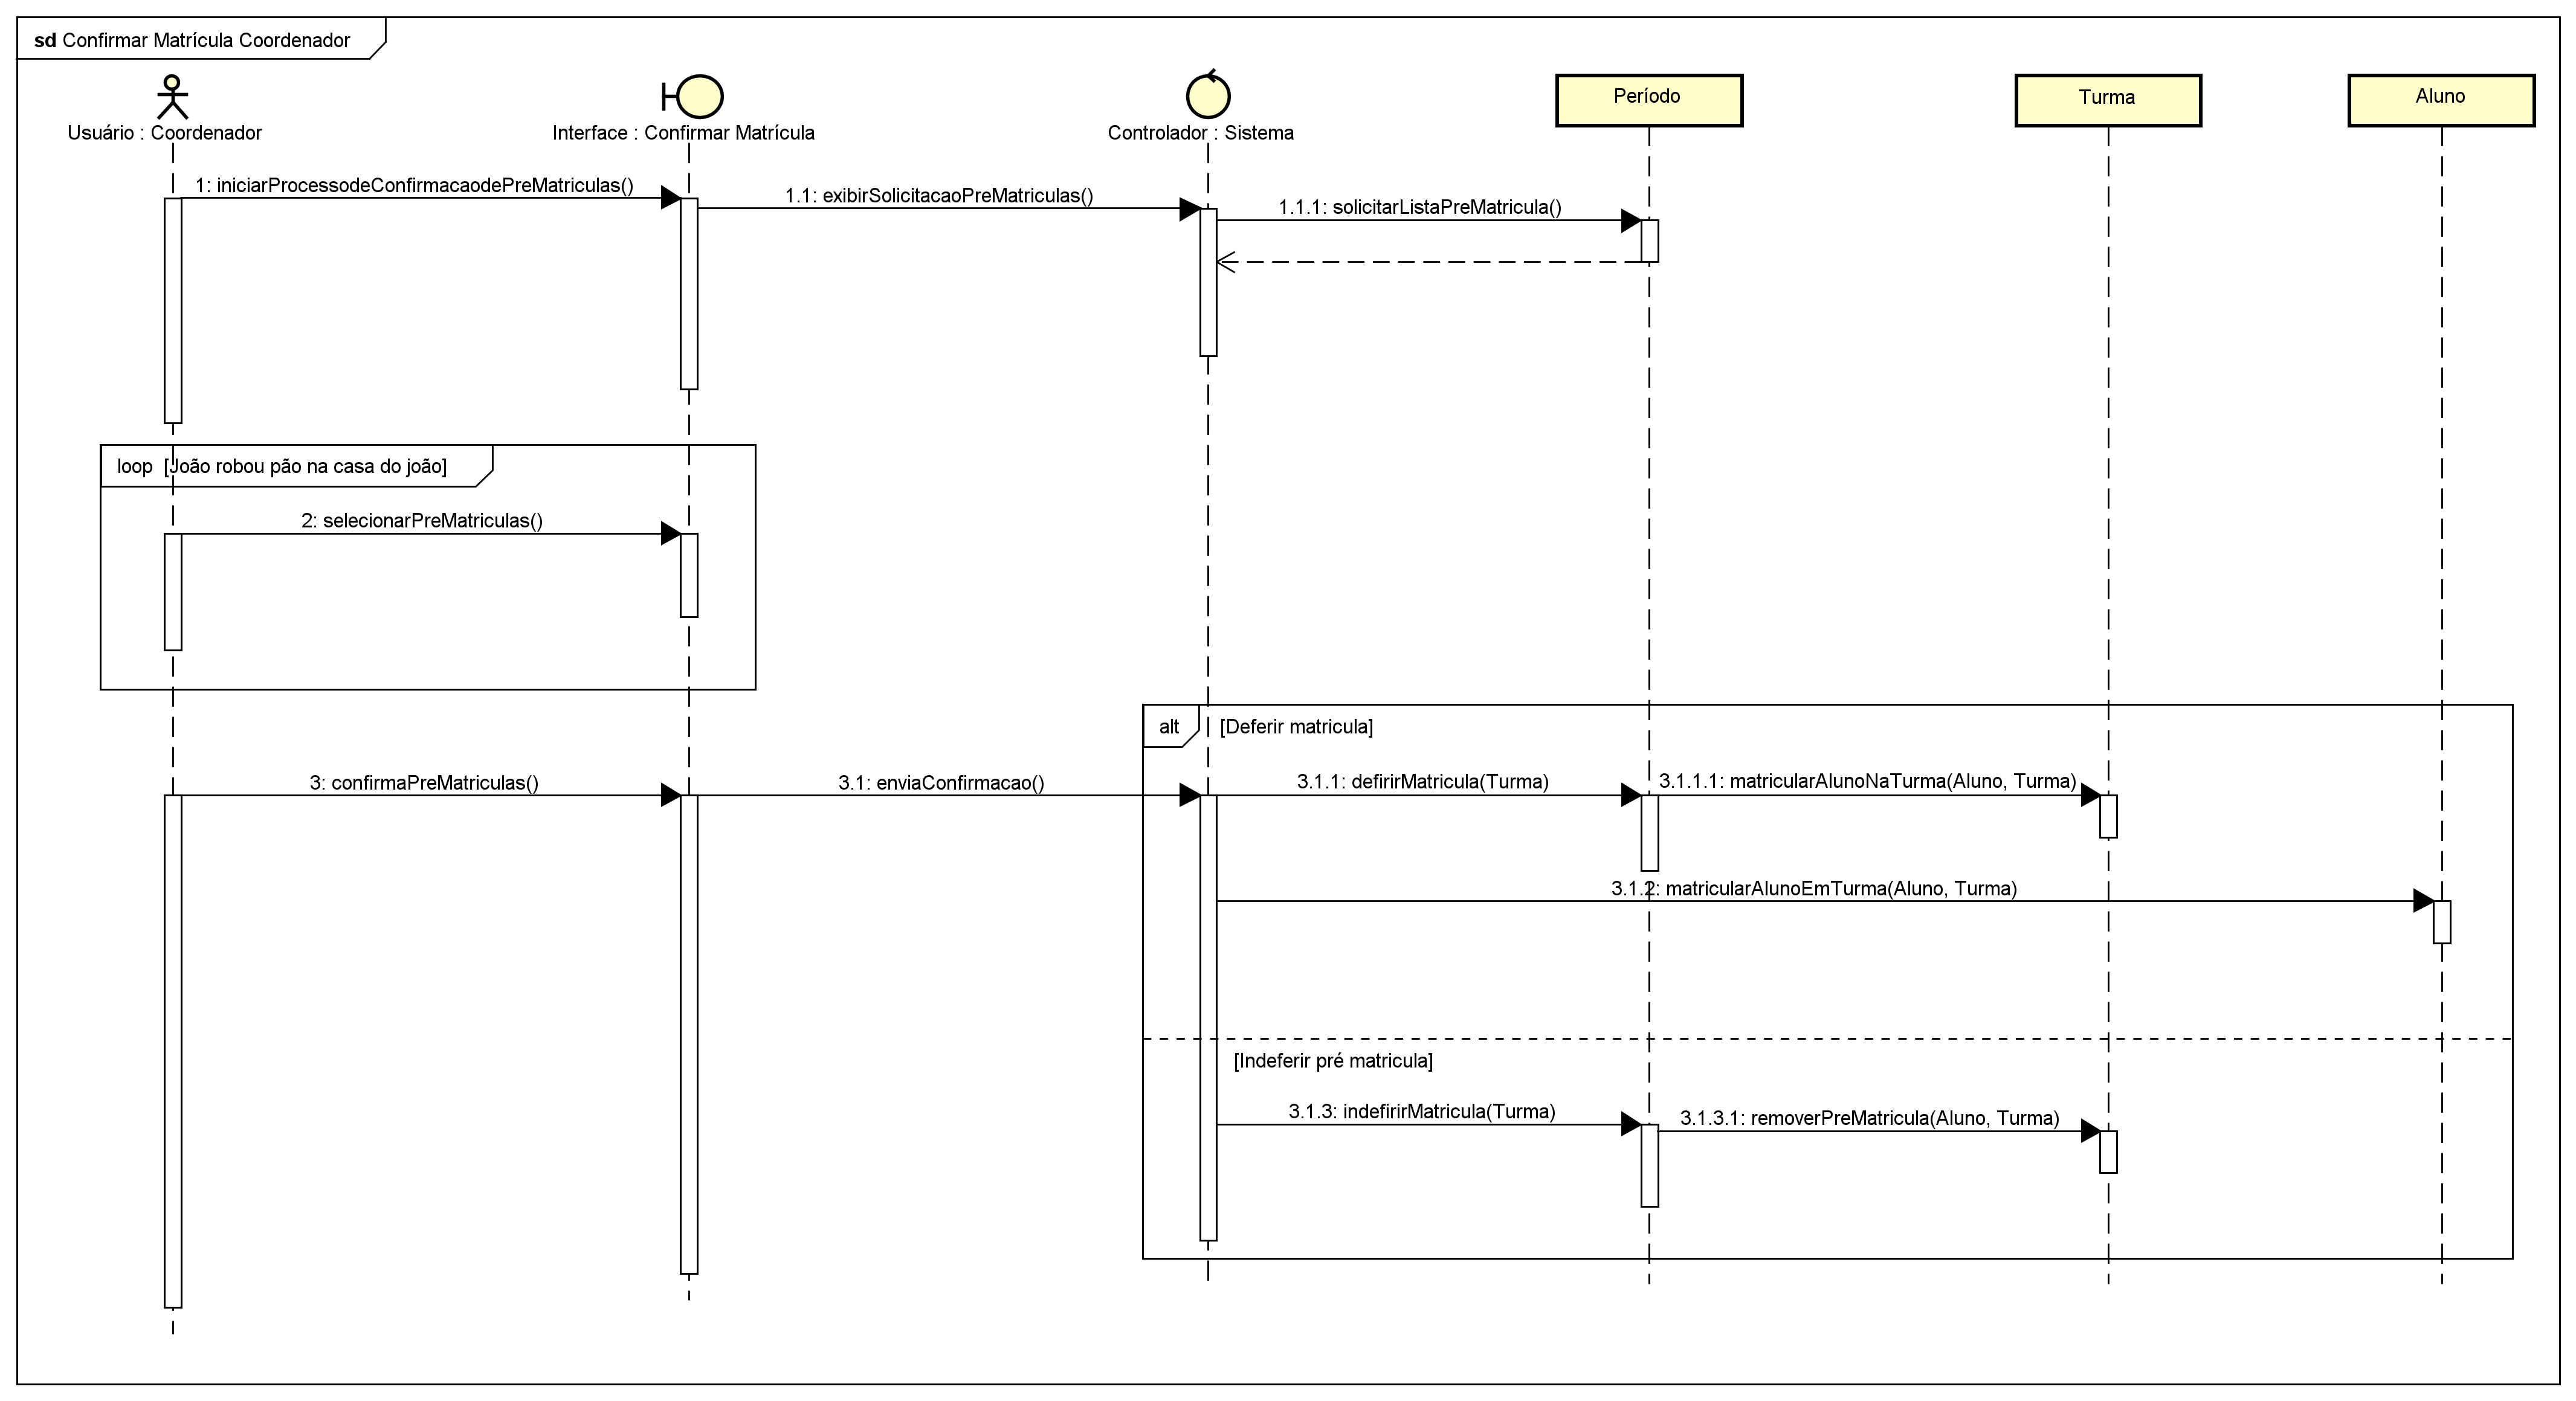 sd Confirmar Matrícula Coordenador
Usuário : Coordenador
Interface : Confirmar Matrícula
Controlador : Sistema
Período
Turma
Aluno
1: iniciarProcessodeConfirmacaodePreMatriculas()
1.1: exibirSolicitacaoPreMatriculas()
1.1.1: solicitarListaPreMatricula()
loop [João robou pão na casa do joão]
2: selecionarPreMatriculas()
alt [Deferir matricula]
3: confirmaPreMatriculas()
3.1: enviaConfirmacao()
3.1.1: defirirMatricula(Turma)
3.1.1.1: matricularAlunoNaTurma(Aluno, Turma)
3.1.2: matricularAlunoEmTurma(Aluno, Turma)
[Indeferir pré matricula]
3.1.3: indefirirMatricula(Turma)
3.1.3.1: removerPreMatricula(Aluno, Turma)